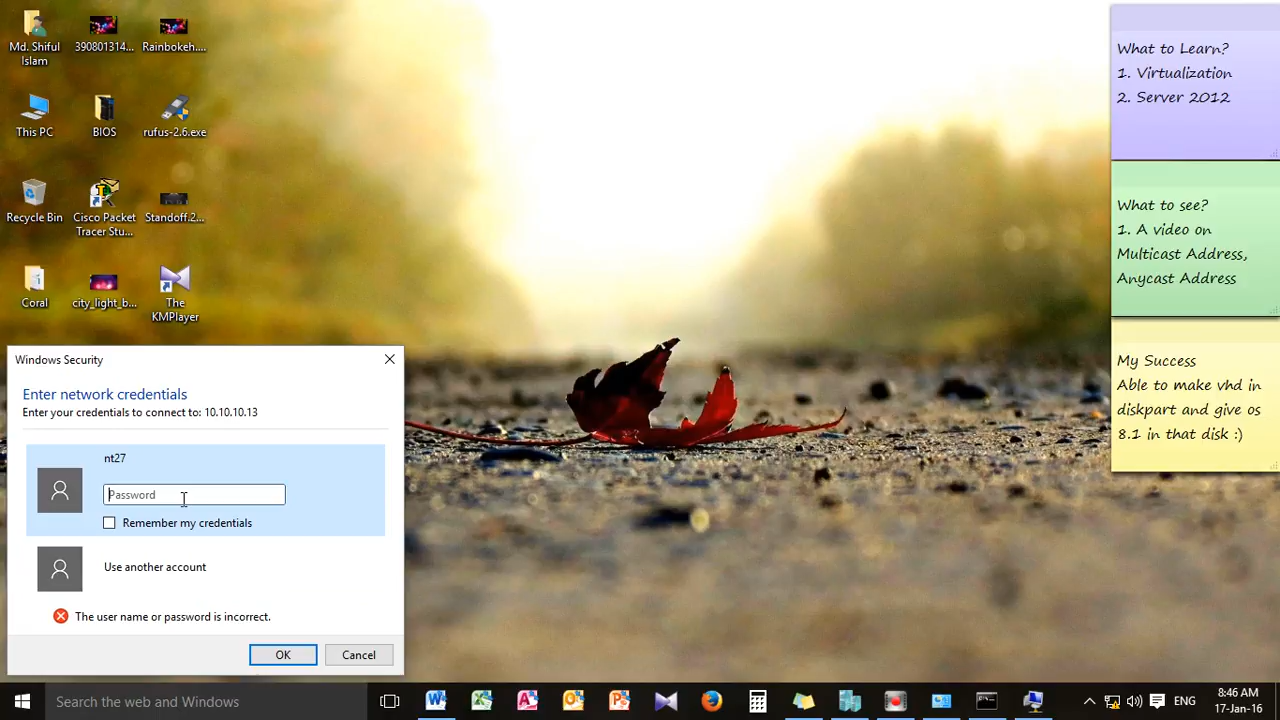 Md. Shiful
Islam
390801314...
Rainbokeh....
This PC
BIOS
rufus-2.6.exe
Recycle Bin
Cisco Packet
Tracer Stu...
Standoff.2...
Coral
city_light_b...
The
KMPlayer
What to Learn?
1. Virtualization
2. Server 2012
What to see?
1. A video on
Multicast Address,
Anycast Address
My Success
Able to make vhd in
diskpart and give os
8.1 in that disk :)
Windows Security
Enter network credentials
Enter your credentials to connect to: 10.10.10.13
nt27
Password
Remember my credentials
Use another account
The user name or password is incorrect.
OK
Cancel
Search the web and Windows
ENG
8:46 AM
17-Jan-16